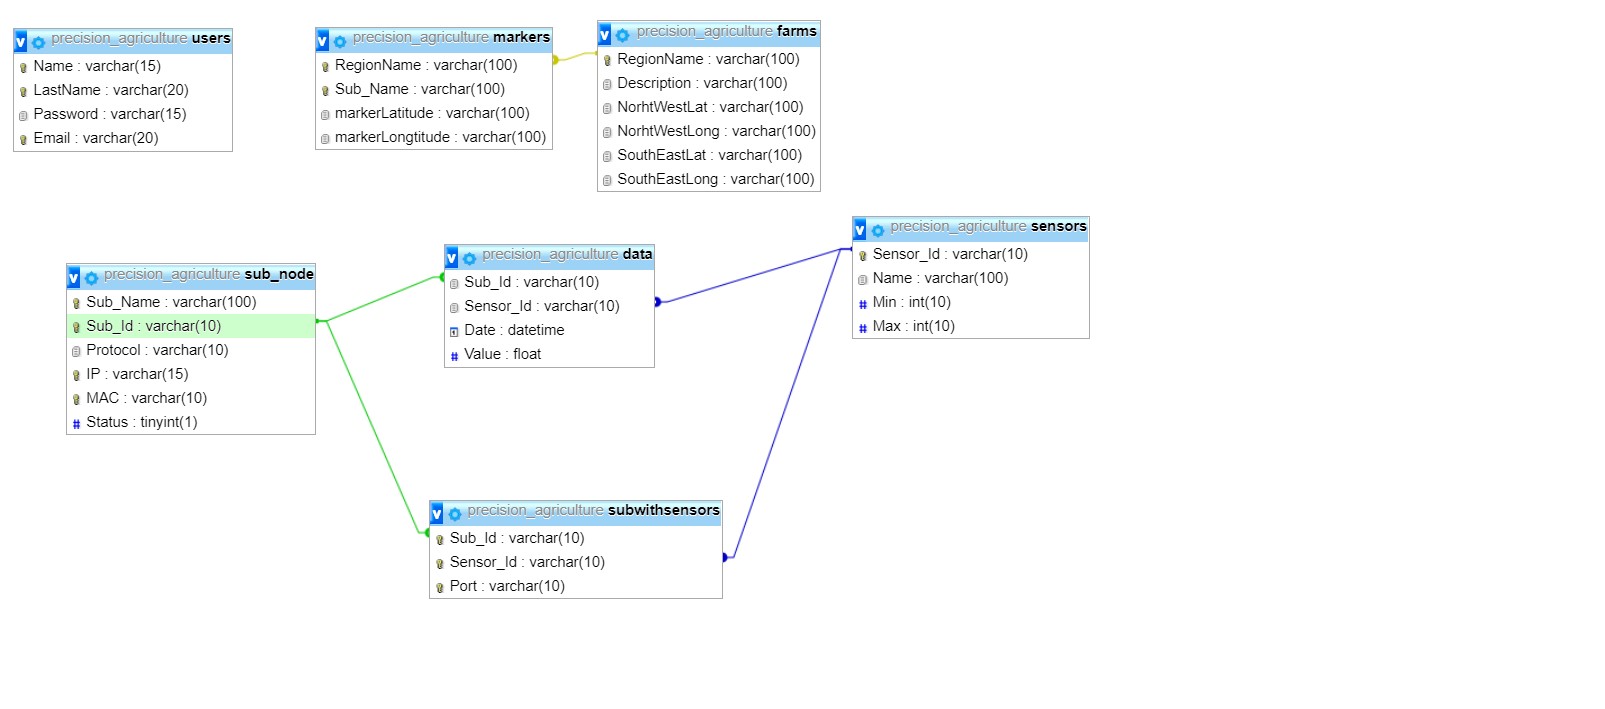 precision_agriculture users
Name : varchar(15)
LastName : varchar(20)
Password : varchar(15)
Email : varchar(20)
precision_agriculture markers
RegionName : varchar(100)
Sub_Name : varchar(100)
markerLatitude : varchar(100)
markerLongtitude : varchar(100)
precision_agriculture farms
RegionName : varchar(100)
Description : varchar(100)
NorhtWestLat : varchar(100)
NorhtWestLong : varchar(100)
SouthEastLat : varchar(100)
SouthEastLong : varchar(100)
precision_agriculture sub_node
Sub_Name : varchar(100)
Sub_Id : varchar(10)
Protocol : varchar(10)
IP : varchar(15)
MAC : varchar(10)
# Status : tinyint(1)
precision_agriculture data
Sub_Id : varchar(10)
Sensor_Id : varchar(10)
Date : datetime
# Value : float
precision_agriculture sensors
Sensor_Id : varchar(10)
Name : varchar(100)
# Min : int(10)
# Max : int(10)
precision_agriculture subwithsensors
Sub_Id : varchar(10)
Sensor_Id : varchar(10)
Port : varchar(10)